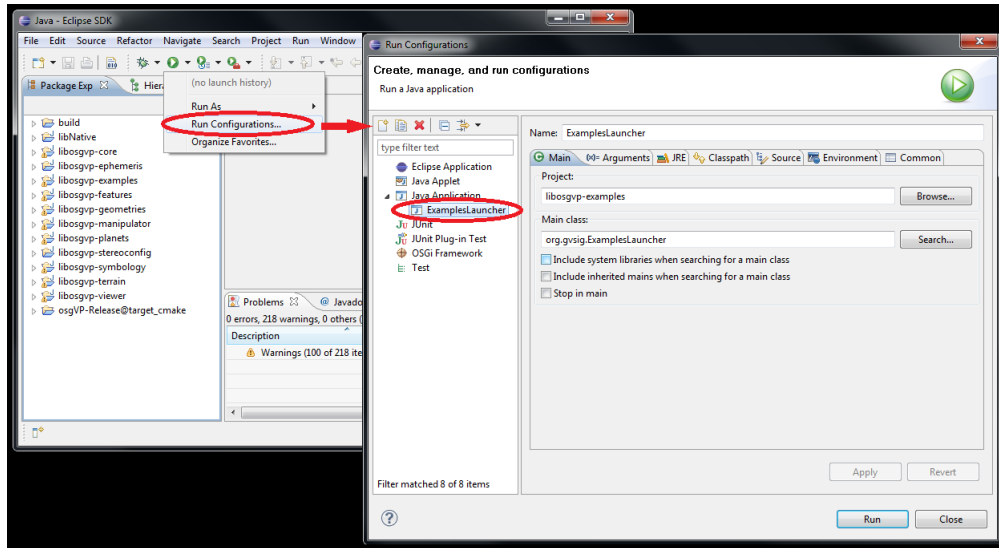 Java - Eclipse SDK
File Edit Source Refactor Navigate Search Project Run Window
Package Exp
Hier
(no launch history)
Run As
Run Configurations...
Organize Favorites...
build
libNative
libosgvp-core
libosgvp-ephemeris
libosgvp-examples
libosgvp-features
libosgvp-geometries
libosgvp-manipulator
libosgvp-planets
libosgvp-stereoconfig
libosgvp-symbology
libosgvp-terrain
libosgvp-viewer
osgVP-Release@target_cmake
Problems
@ Javado
0 errors, 218 warnings, 0 others (
Description
Warnings (100 of 218 ite
Run Configurations
Create, manage, and run configurations
Run a Java application
type filter text
Eclipse Application
Java Applet
Java Application
ExamplesLauncher
JUnit
JUnit Plug-in Test
OSGi Framework
Test
Filter matched 8 of 8 items
Name: ExamplesLauncher
Main (x)= Arguments JRE Classpath Source Environment Common
Project:
libosgvp-examples
Browse...
Main class:
org.gvsig.ExamplesLauncher
Search...
Include system libraries when searching for a main class
Include inherited mains when searching for a main class
Stop in main
Apply Revert
Run Close